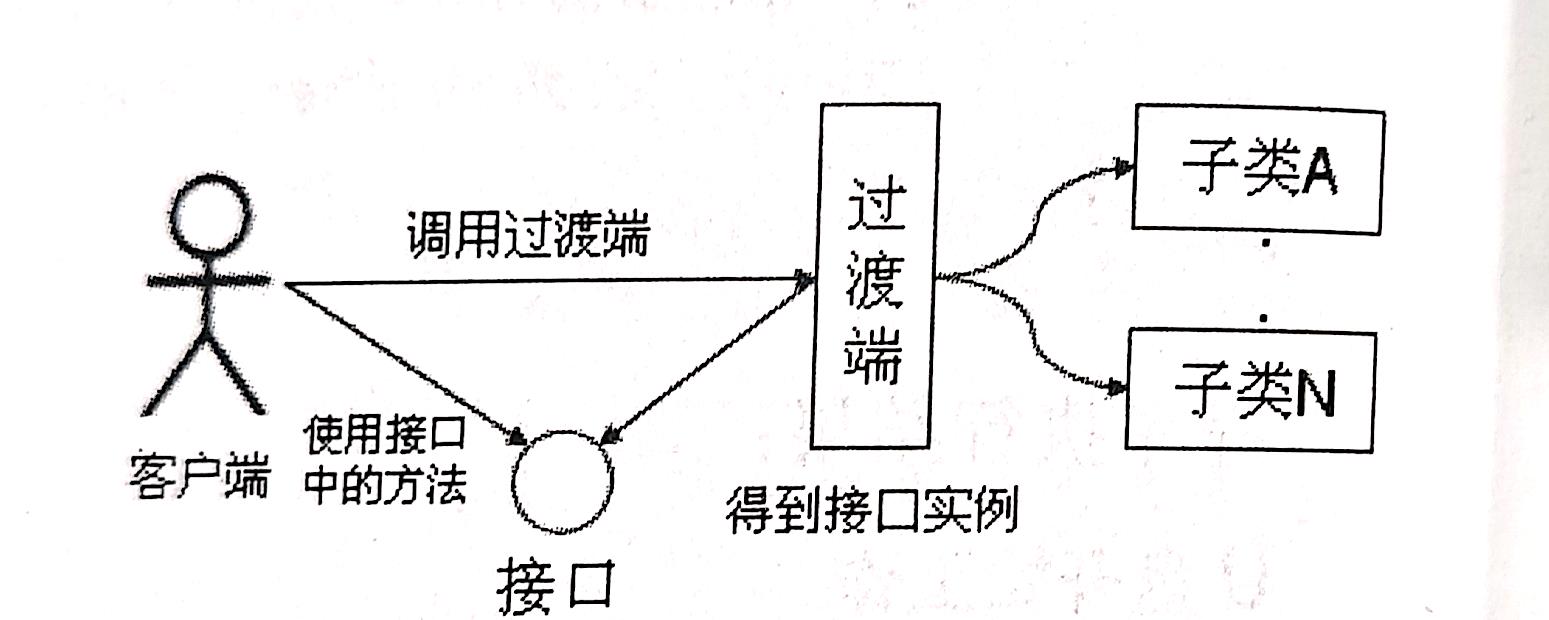 调用过渡端
过渡端
子类A
子类N
使用接口
中的方法
客户端
得到接口实例
接口